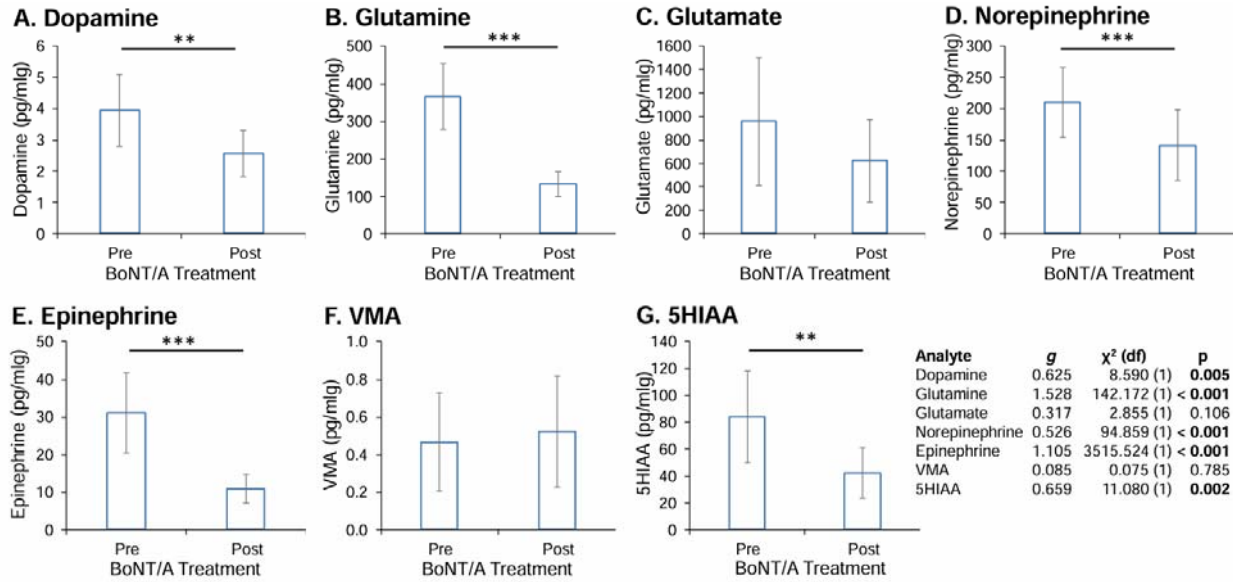 A. Dopamine
**
Dopamine (pg/mlg)
6
5
4
3
2
1
0
Pre Post
BoNT/A Treatment
B. Glutamine
***
Glutamine (pg/mlg)
500
400
300
200
100
0
Pre Post
BoNT/A Treatment
C. Glutamate
Glutamate (pg/mlg)
1600
1400
1200
1000
800
600
400
200
0
Pre Post
BoNT/A Treatment
D. Norepinephrine
***
Norepinephrine (pg/mlg)
300
250
200
150
100
50
0
Pre Post
BoNT/A Treatment
E. Epinephrine
***
Epinephrine (pg/mlg)
50
40
30
20
10
0
Pre Post
BoNT/A Treatment
F. VMA
VMA (pg/mlg)
1.0
0.8
0.6
0.4
0.2
0.0
Pre Post
BoNT/A Treatment
G. 5HIAA
**
5HIAA (pg/mlg)
140
120
100
80
60
40
20
0
Pre Post
BoNT/A Treatment
Analyte g χ² (df) p
Dopamine 0.625 8.590 (1) 0.005
Glutamine 1.528 142.172 (1) < 0.001
Glutamate 0.317 2.855 (1) 0.106
Norepinephrine 0.526 94.859 (1) < 0.001
Epinephrine 1.105 3515.524 (1) < 0.001
VMA 0.085 0.075 (1) 0.785
5HIAA 0.659 11.080 (1) 0.002